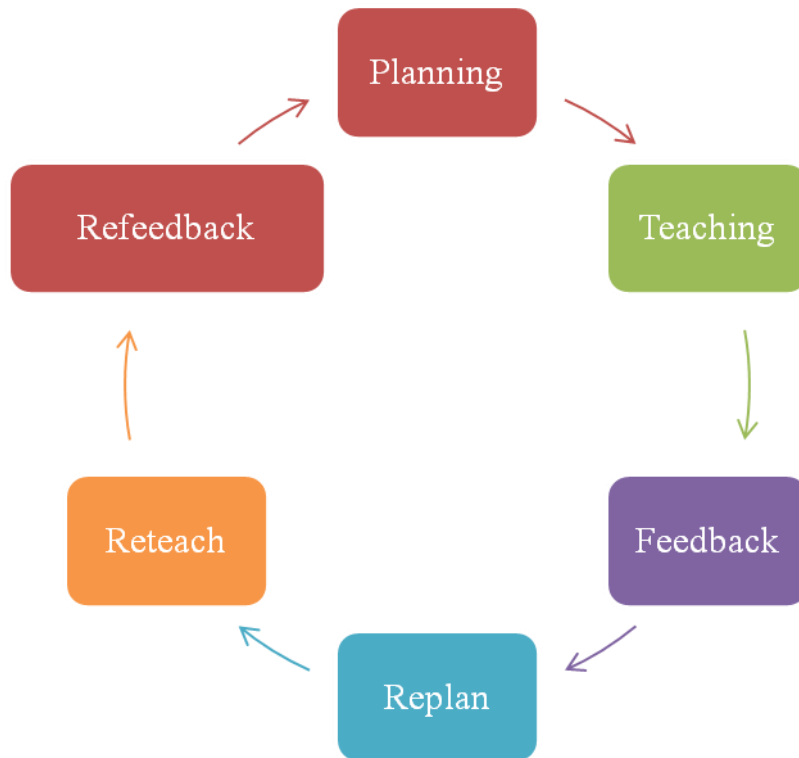 Planning
Teaching
Feedback
Replan
Reteach
Refeedback